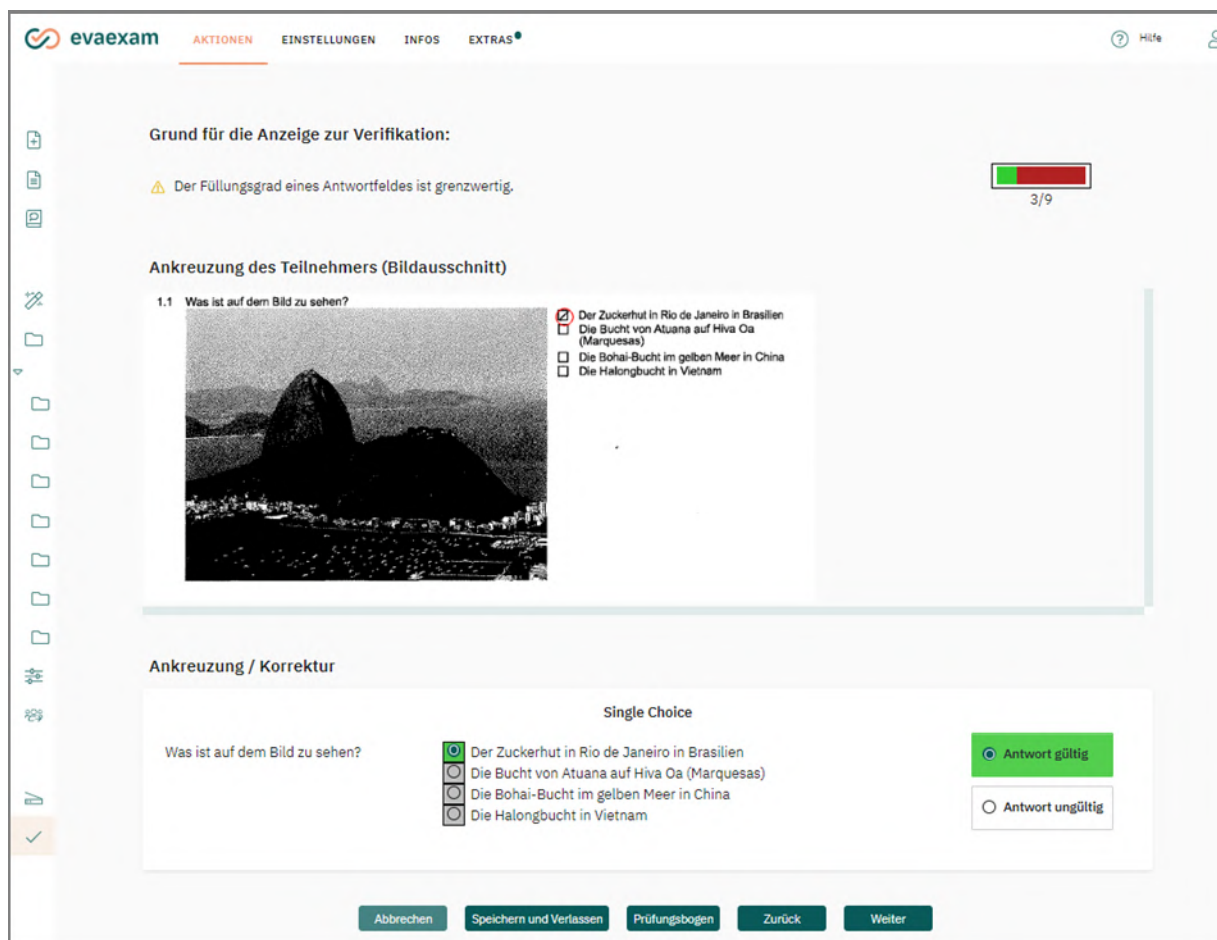 evaexam AKTIONEN EINSTELLUNGEN INFOS EXTRAS Hilfe
Grund für die Anzeige zur Verifikation:
Der Füllungsgrad eines Antwortfeldes ist grenzwertig.
3/9
Ankreuzung des Teilnehmers (Bildausschnitt)
1.1 Was ist auf dem Bild zu sehen?
Der Zuckerhut in Rio de Janeiro in Brasilien
Die Bucht von Atuana auf Hiva Oa
(Marquesas)
Die Bohai-Bucht im gelben Meer in China
Die Halongbucht in Vietnam
Ankreuzung / Korrektur
Single Choice
Was ist auf dem Bild zu sehen?
Der Zuckerhut in Rio de Janeiro in Brasilien
Die Bucht von Atuana auf Hiva Oa (Marquesas)
Die Bohai-Bucht im gelben Meer in China
Die Halongbucht in Vietnam
Antwort gültig
Antwort ungültig
Abbrechen Speichern und Verlassen Prüfungsbogen Zurück Weiter